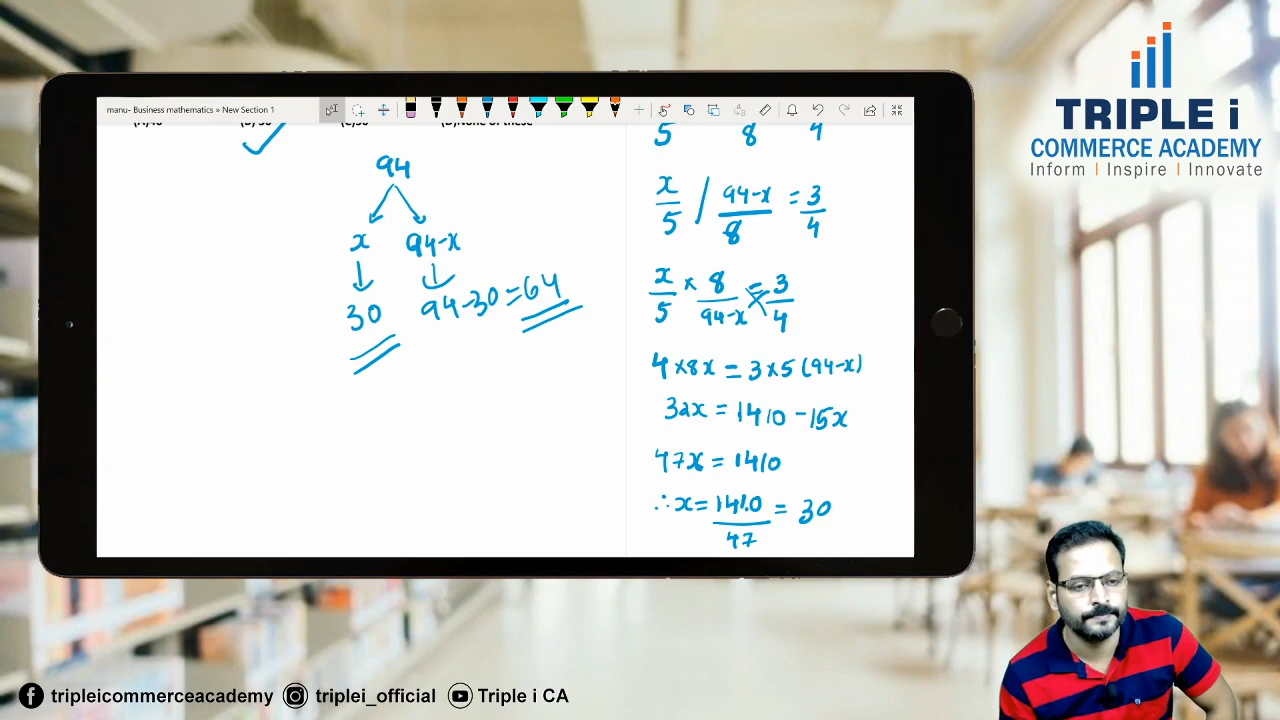 manu- Business mathematics » New Section 1
(D)None of these
94
x 94-x
30 94-30=64
5 8 4
x/5 / 94-x/8 = 3/4
x/5 × 8/94-x = 3/4
4×8x = 3×5(94-x)
32x = 1410 -15x
47x = 1410
∴x= 1410/47 = 30
TRIPLE i
COMMERCE ACADEMY
Inform | Inspire | Innovate
tripleicommerceacademy triplei_official Triple i CA